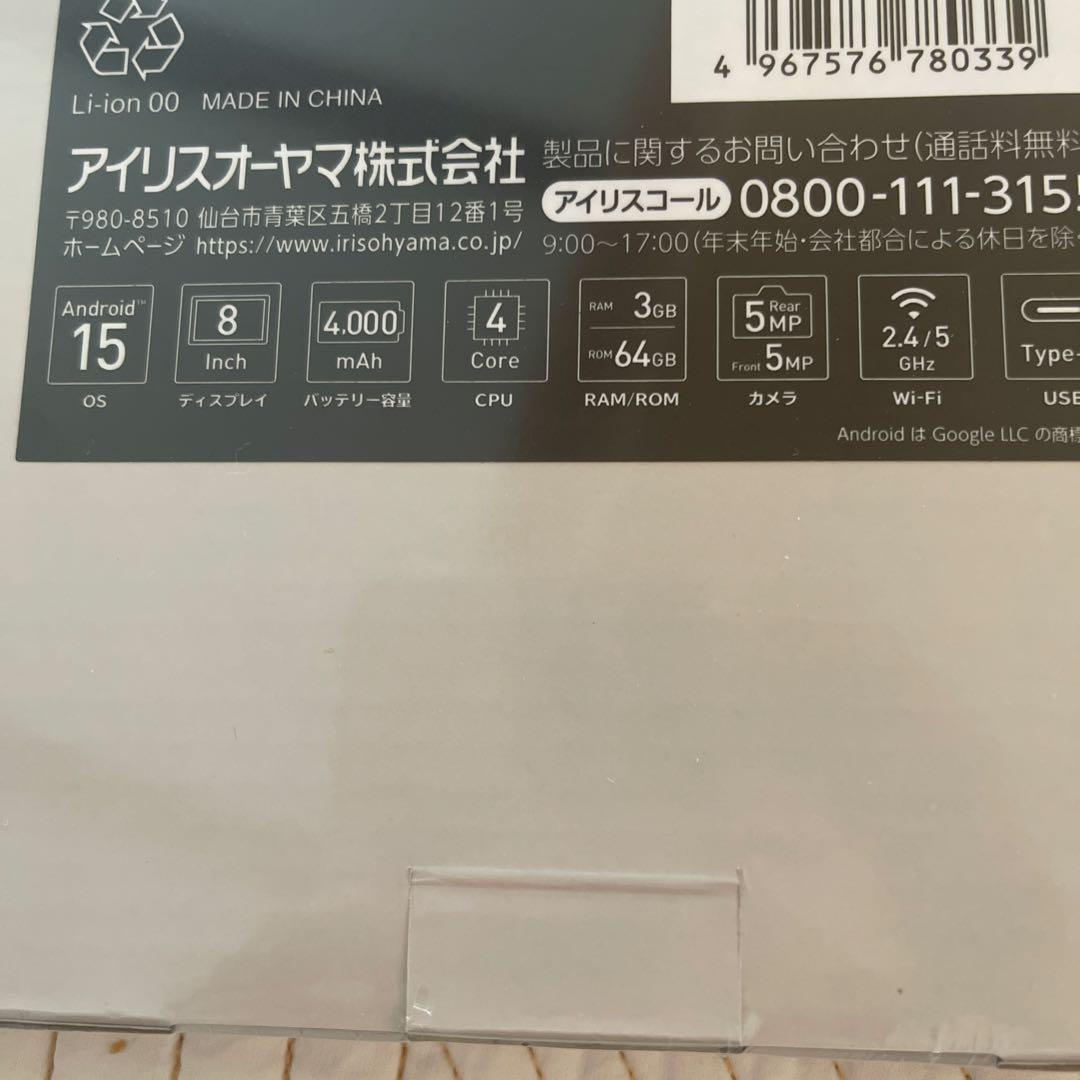 4 967576 780339
Li-ion 00 MADE IN CHINA
アイリスオーヤマ株式会社
〒980-8510 仙台市青葉区五橋2丁目12番1号
ホームページ https://www.irisohyama.co.jp/
製品に関するお問い合わせ(通話料無料
アイリスコール 0800-111-3155
9:00～17:00(年末年始・会社都合による休日を除
Android™
15
OS
8
Inch
ディスプレイ
4,000
mAh
バッテリー容量
4
Core
CPU
RAM 3GB
ROM 64GB
RAM/ROM
5MP Rear
Front 5MP
カメラ
2.4/5
GHz
Wi-Fi
Type-
USB
Android は Google LLC の商標